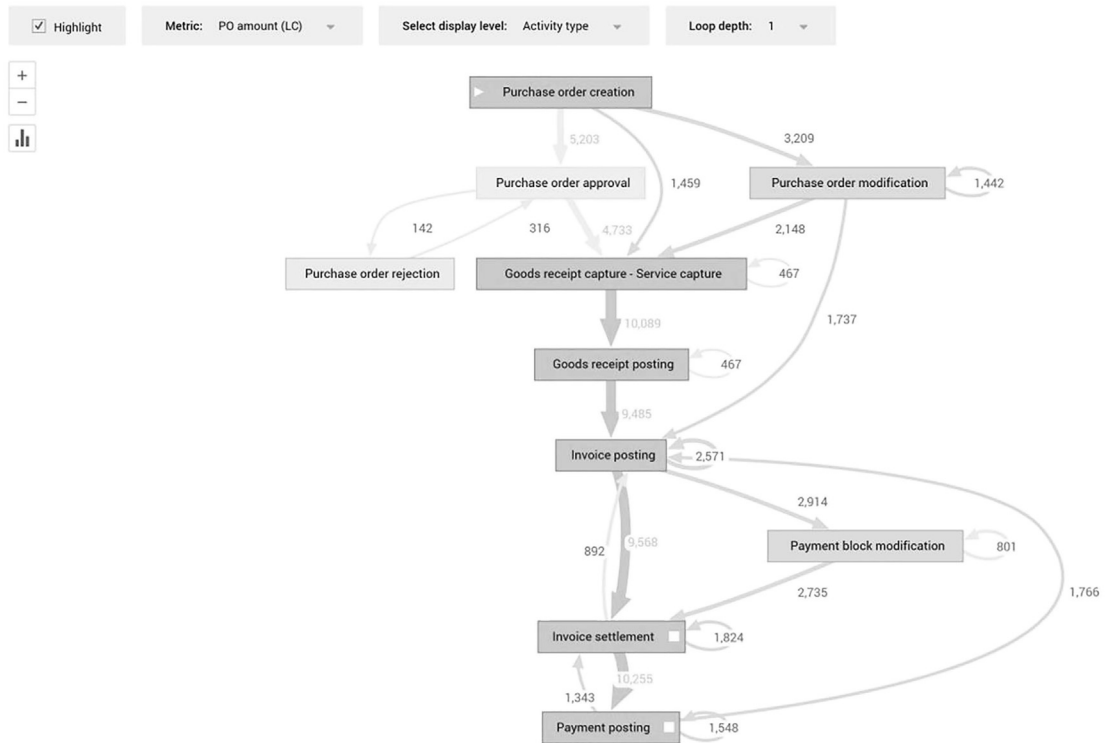 Highlight
Metric: PO amount (LC)
Select display level: Activity type
Loop depth: 1
+
−
Purchase order creation
5,203
3,209
1,459
Purchase order approval
Purchase order modification
1,442
142
316
4,733
2,148
Purchase order rejection
Goods receipt capture - Service capture
467
10,089
1,737
Goods receipt posting
467
9,485
Invoice posting
2,571
2,914
892
9,568
Payment block modification
801
2,735
1,766
Invoice settlement
1,824
10,255
1,343
Payment posting
1,548